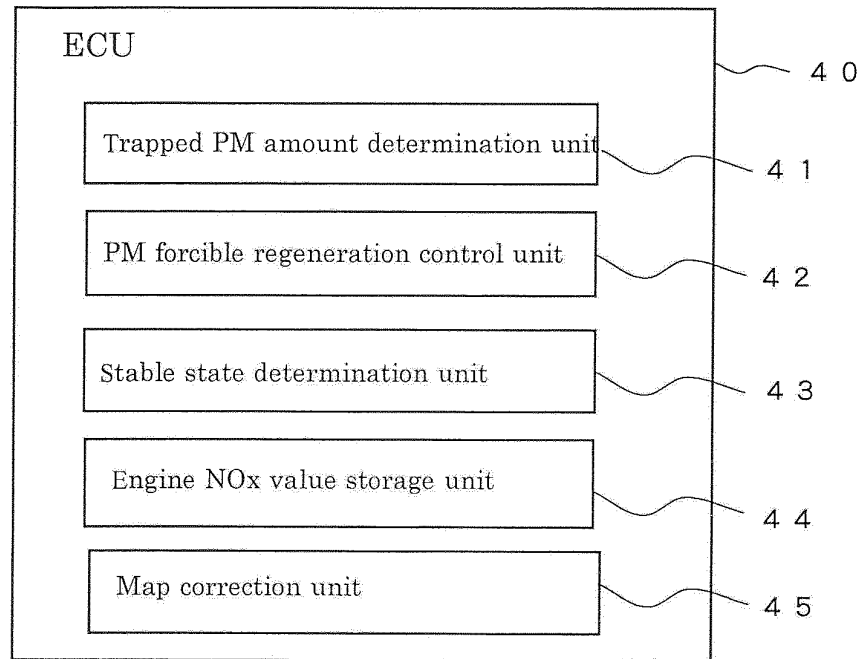 ECU
40
Trapped PM amount determination unit
41
PM forcible regeneration control unit
42
Stable state determination unit
43
Engine NOx value storage unit
44
Map correction unit
45